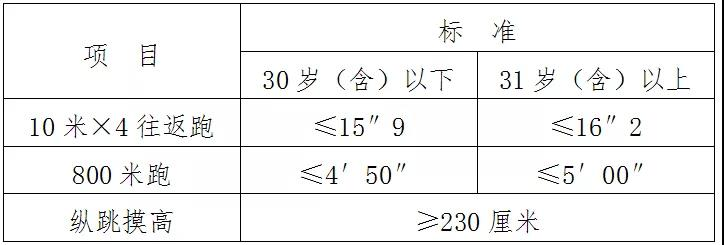 项 目 标 准
30岁（含）以下 31岁（含）以上
10米×4往返跑 ≤15″9 ≤16″2
800米跑 ≤4′50″ ≤5′00″
纵跳摸高 ≥230厘米